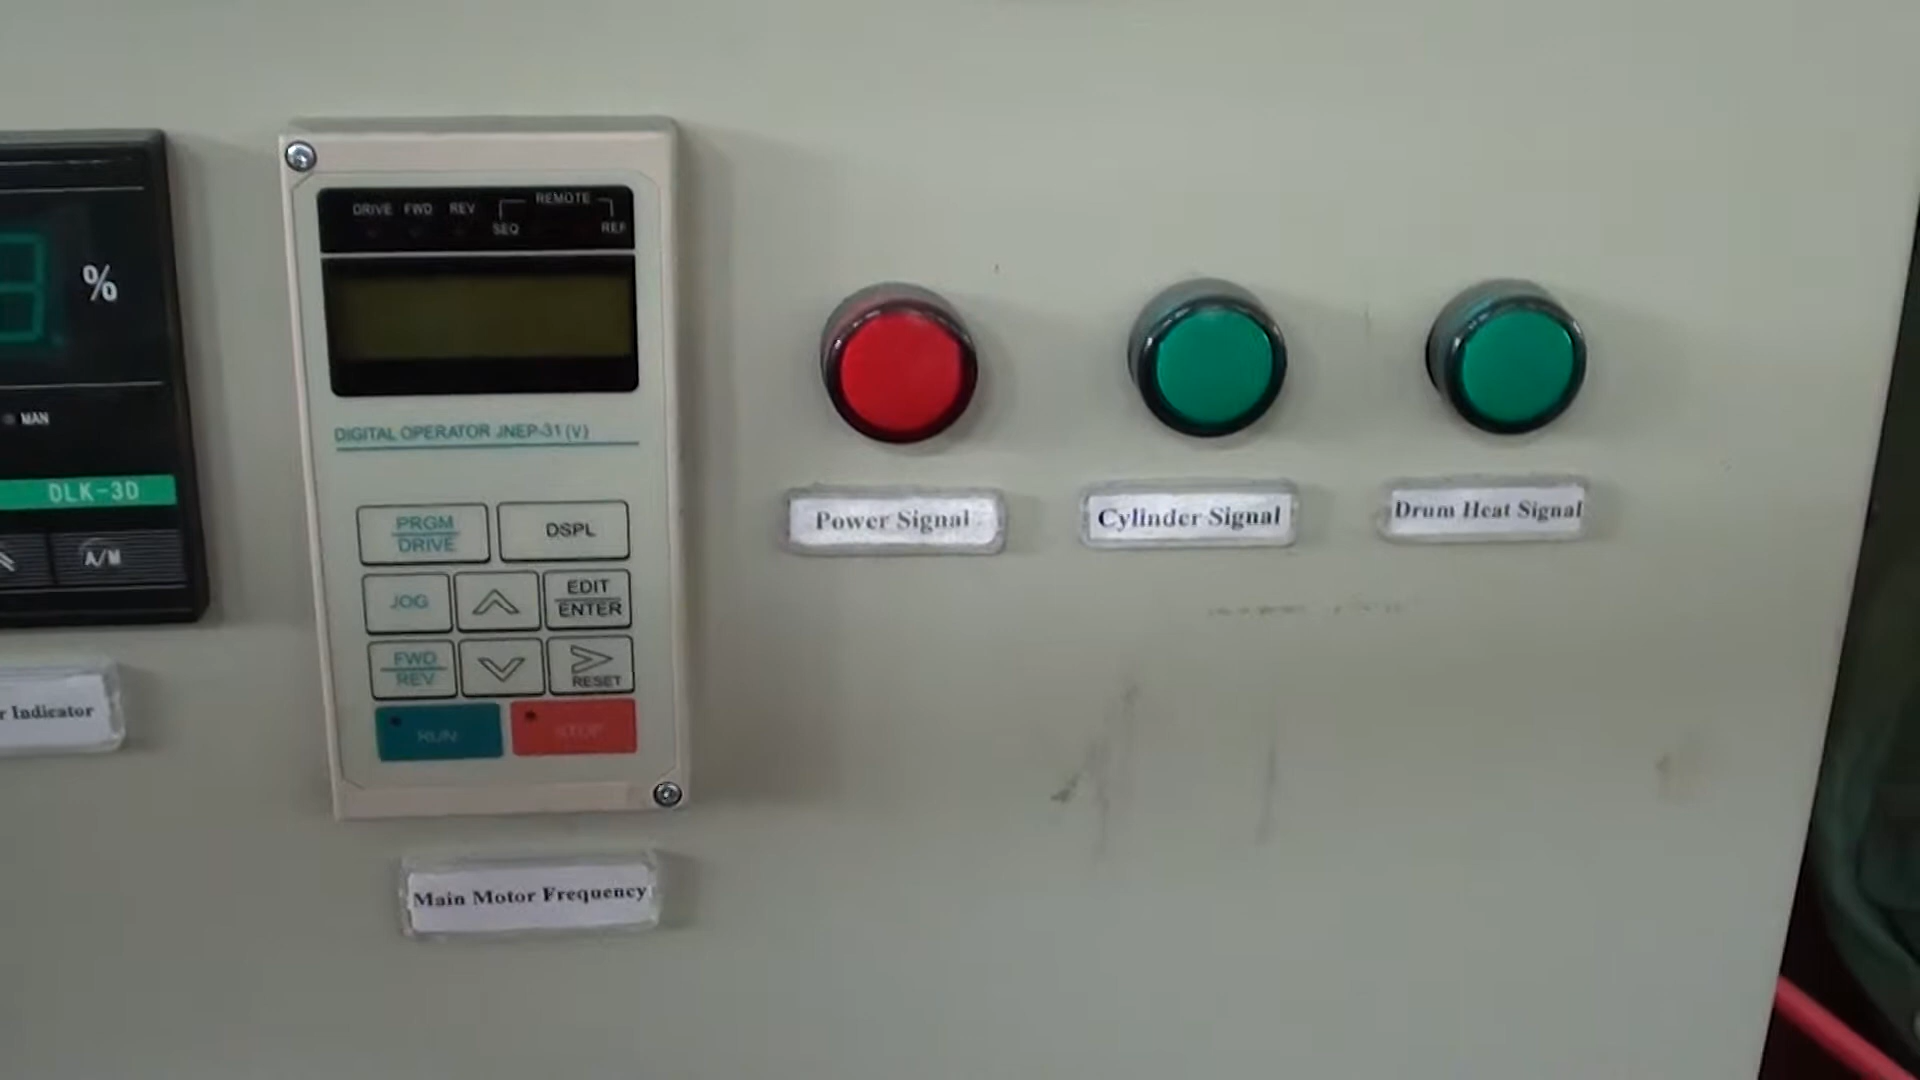 %
MAN
DLK-3D
A/M
r Indicator
DRIVE FWD REV REMOTE
SEQ REF
DIGITAL OPERATOR JNEP-31(V)
PRGM
DRIVE
DSPL
JOG
EDIT
ENTER
FWD
REV
RESET
RUN
STOP
Main Motor Frequency
Power Signal
Cylinder Signal
Drum Heat Signal